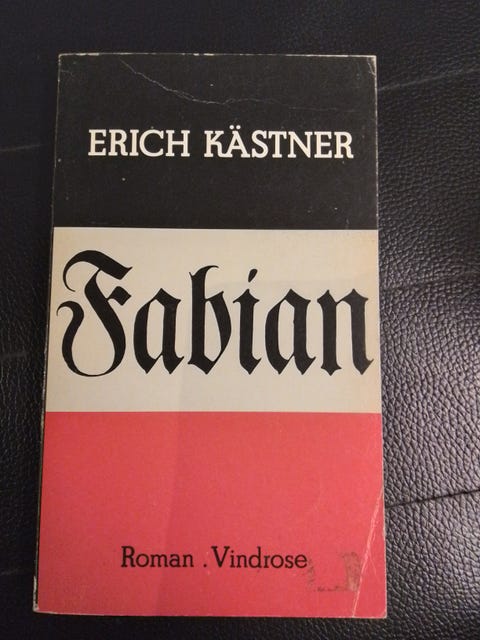 ERICH KÄSTNER
Fabian
Roman . Vindrose